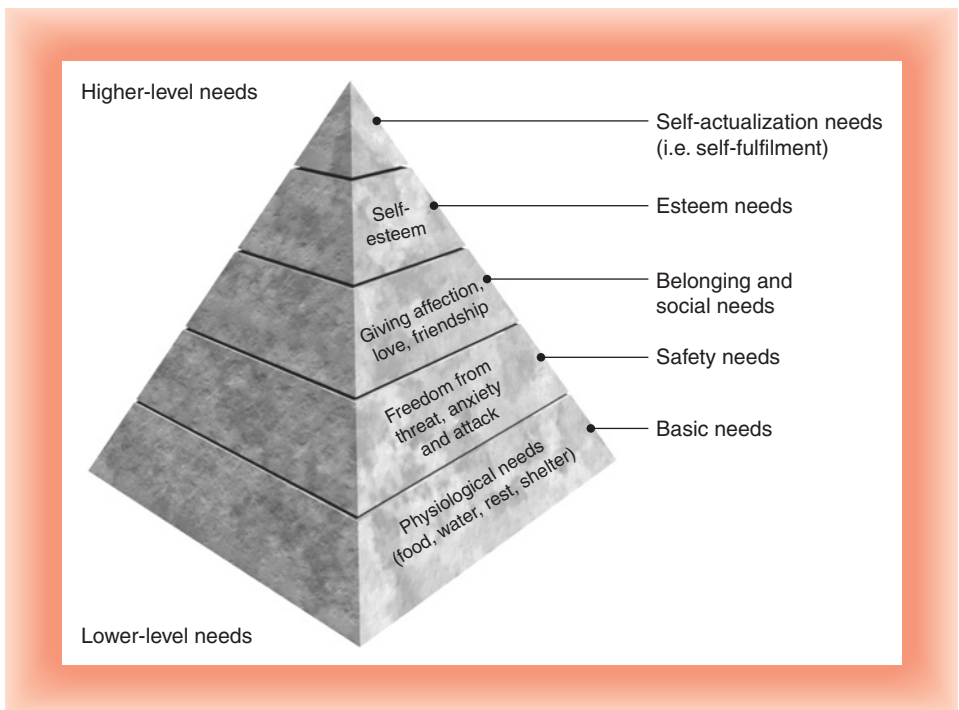 Higher-level needs
Self-actualization needs
(i.e. self-fulfilment)
Self-
esteem
Esteem needs
Giving affection,
love, friendship
Belonging and
social needs
Freedom from
threat, anxiety
and attack
Safety needs
Physiological needs
(food, water, rest, shelter)
Basic needs
Lower-level needs